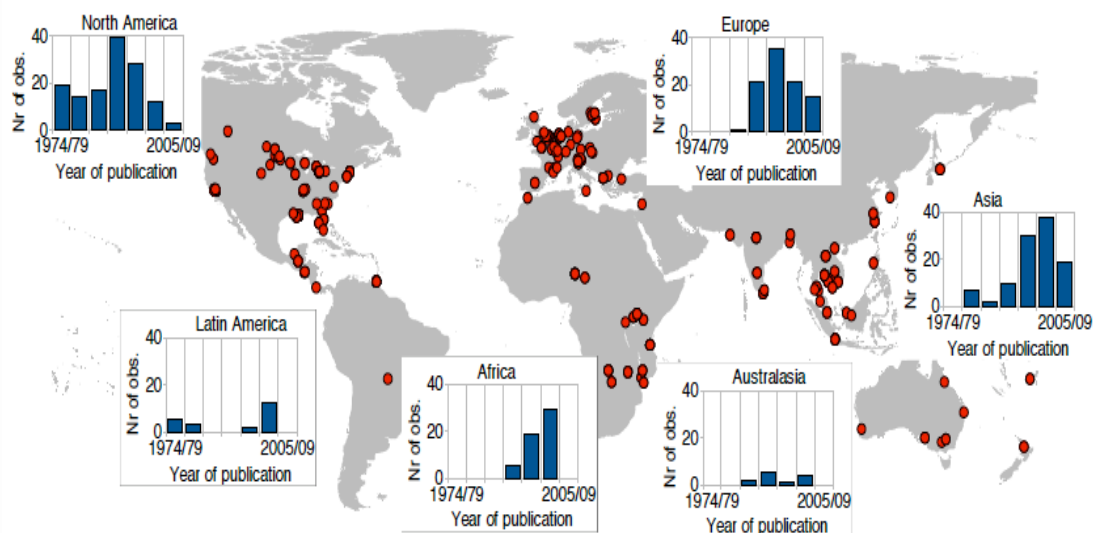 North America
40
20
0
Nr of obs.
1974/79
2005/09
Year of publication
Europe
40
20
0
Nr of obs.
1974/79
2005/09
Year of publication
Asia
40
20
0
Nr of obs.
1974/79
2005/09
Year of publication
Latin America
40
20
0
Nr of obs.
1974/79
2005/09
Year of publication
Africa
40
20
0
Nr of obs.
1974/79
2005/09
Year of publication
Australasia
40
20
0
Nr of obs.
1974/79
2005/09
Year of publication